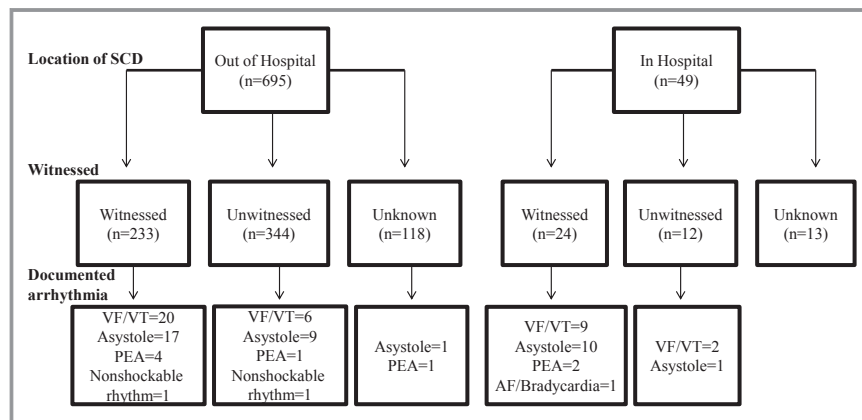 Location of SCD
Out of Hospital
(n=695)
In Hospital
(n=49)
Witnessed
Witnessed
(n=233)
Unwitnessed
(n=344)
Unknown
(n=118)
Witnessed
(n=24)
Unwitnessed
(n=12)
Unknown
(n=13)
Documented
arrhythmia
VF/VT=20
Asystole=17
PEA=4
Nonshockable
rhythm=1
VF/VT=6
Asystole=9
PEA=1
Nonshockable
rhythm=1
Asystole=1
PEA=1
VF/VT=9
Asystole=10
PEA=2
AF/Bradycardia=1
VF/VT=2
Asystole=1